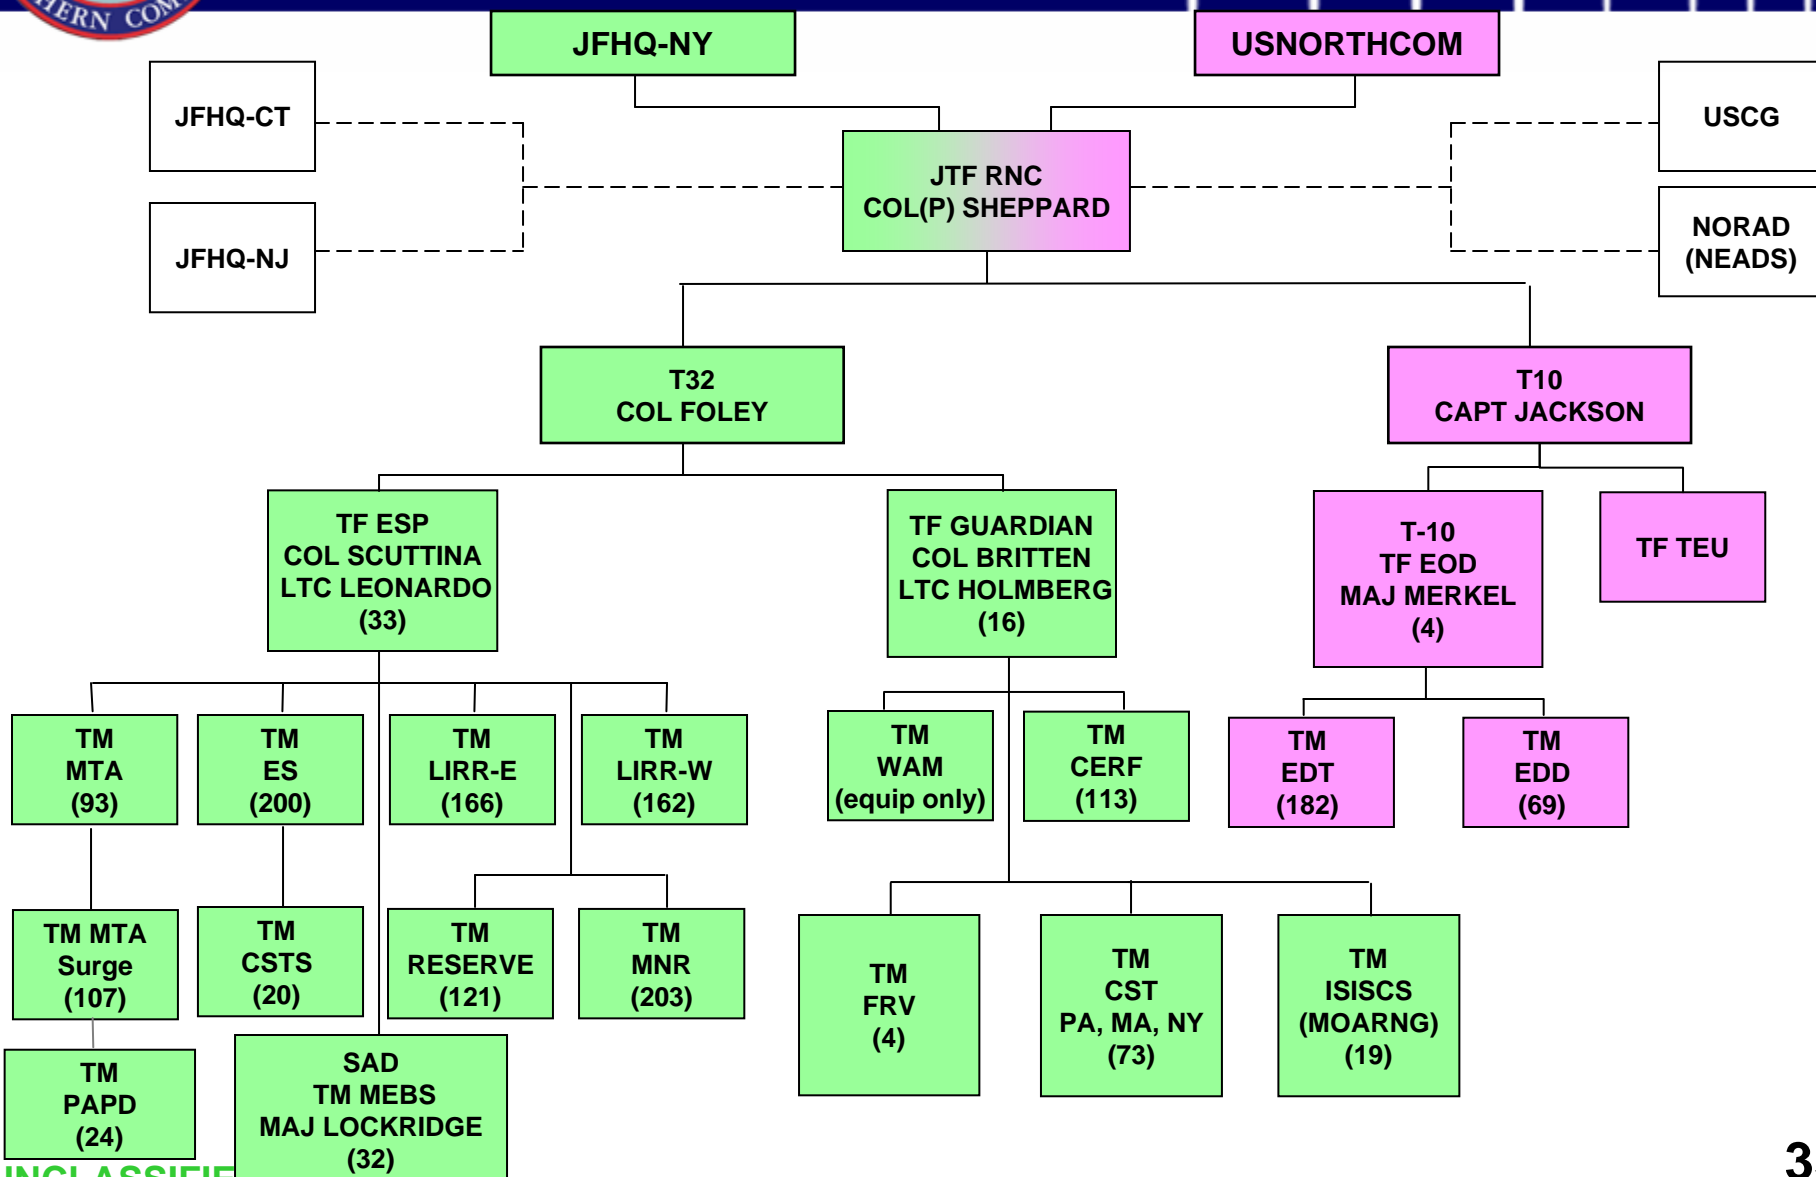 JFHQ-NY
USNORTHCOM
JFHQ-CT
USCG
JTF RNC
COL(P) SHEPPARD
JFHQ-NJ
NORAD
(NEADS)
T32
COL FOLEY
T10
CAPT JACKSON
TF ESP
COL SCUTTINA
LTC LEONARDO
(33)
TF GUARDIAN
COL BRITTEN
LTC HOLMBERG
(16)
T-10
TF EOD
MAJ MERKEL
(4)
TF TEU
TM
MTA
(93)
TM
ES
(200)
TM
LIRR-E
(166)
TM
LIRR-W
(162)
TM
WAM
(equip only)
TM
CERF
(113)
TM
EDT
(182)
TM
EDD
(69)
TM MTA
Surge
(107)
TM
CSTS
(20)
TM
RESERVE
(121)
TM
MNR
(203)
TM
FRV
(4)
TM
CST
PA, MA, NY
(73)
TM
ISISCS
(MOARNG)
(19)
TM
PAPD
(24)
SAD
TM MEBS
MAJ LOCKRIDGE
(32)